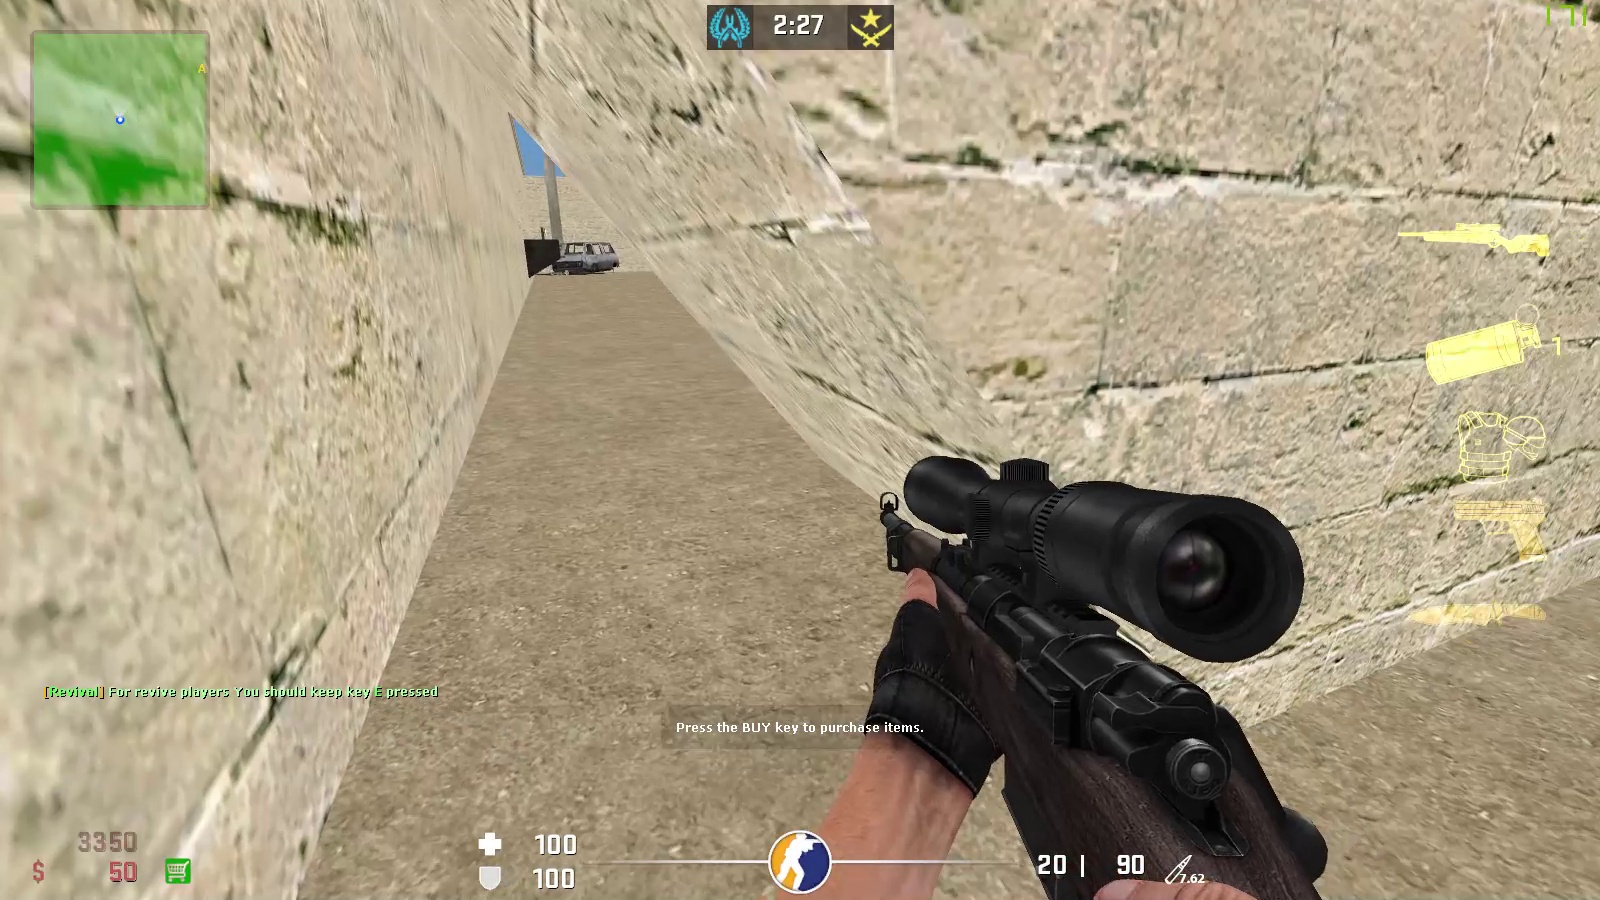 2:27
A
1
[Revival] For revive players You should keep key E pressed
Press the BUY key to purchase items.
3350
$ 50
100
100
20 | 90
7.62